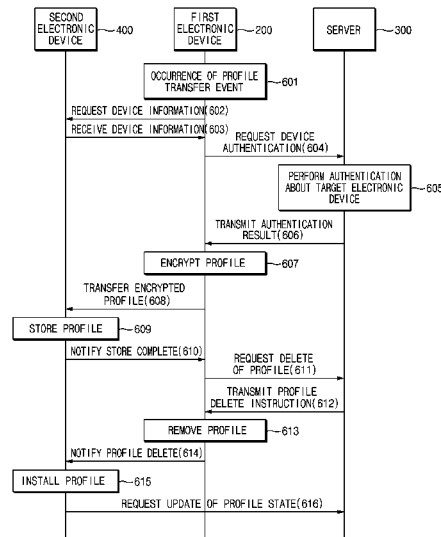 SECOND
ELECTRONIC
DEVICE
400
FIRST
ELECTRONIC
DEVICE
200
SERVER
300
OCCURRENCE OF PROFILE
TRANSFER EVENT
601
REQUEST DEVICE INFORMATION(602)
RECEIVE DEVICE INFORMATION(603)
REQUEST DEVICE
AUTHENTICATION(604)
PERFORM AUTHENTICATION
ABOUT TARGET ELECTRONIC
DEVICE
605
TRANSMIT AUTHENTICATION
RESULT(606)
ENCRYPT PROFILE
607
TRANSFER ENCRYPTED
PROFILE(608)
STORE PROFILE
609
NOTIFY STORE COMPLETE(610)
REQUEST DELETE
OF PROFILE(611)
TRANSMIT PROFILE
DELETE INSTRUCTION(612)
REMOVE PROFILE
613
NOTIFY PROFILE DELETE(614)
INSTALL PROFILE
615
REQUEST UPDATE OF PROFILE STATE(616)